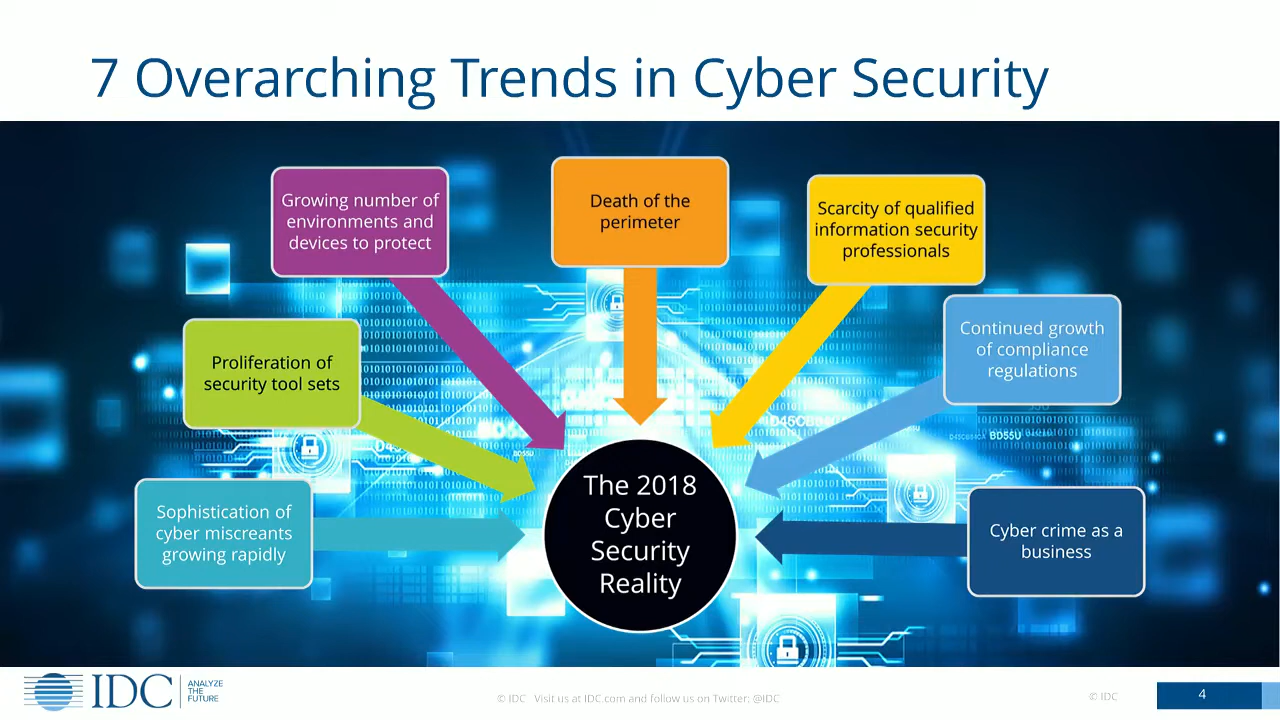 7 Overarching Trends in Cyber Security
Growing number of
environments and
devices to protect
Death of the
perimeter
Scarcity of qualified
information security
professionals
Continued growth
of compliance
regulations
Proliferation of
security tool sets
Sophistication of
cyber miscreants
growing rapidly
Cyber crime as a
business
The 2018
Cyber
Security
Reality
D45CB
BD55U
BD55U
IDC
ANALYZE
THE
FUTURE
© IDC Visit us at IDC.com and follow us on Twitter: @IDC
© IDC
4